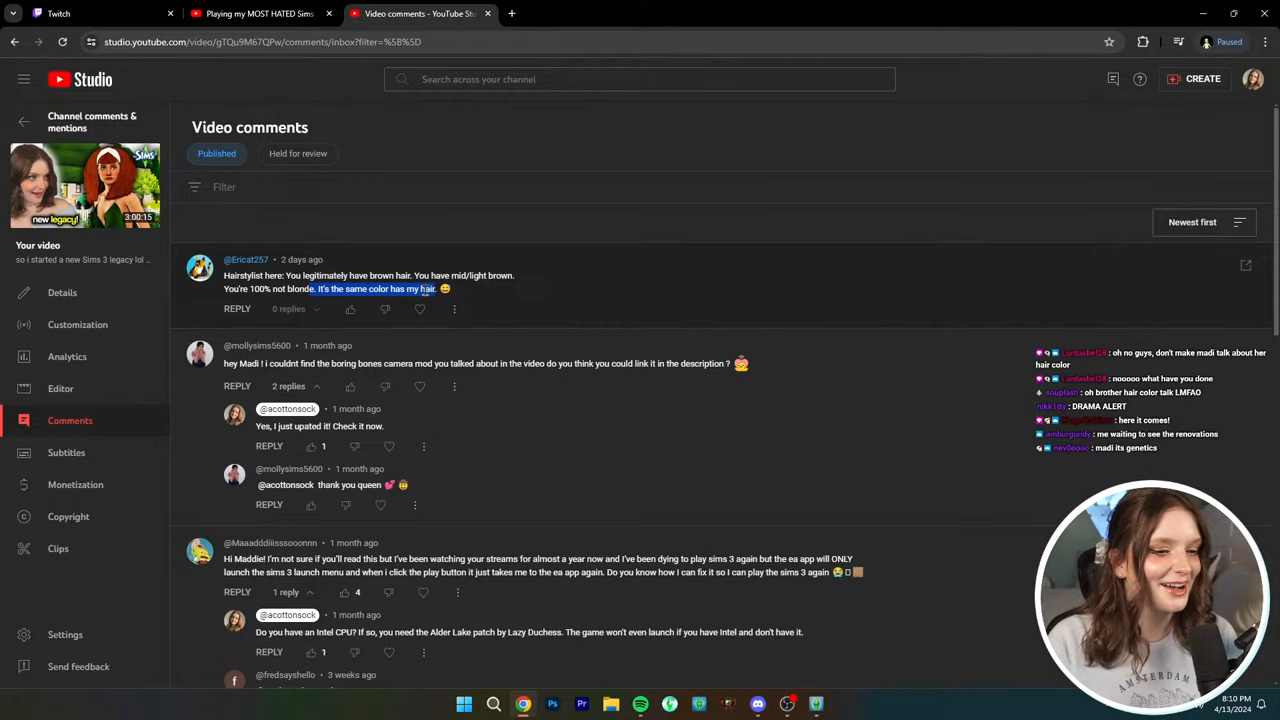 Twitch
Playing my MOST HATED Sims
Video comments - YouTube Stu
studio.youtube.com/video/gTQu9M67QPw/comments/inbox?filter=%5B%5D
Paused
Studio
Search across your channel
CREATE
Channel comments &
mentions
SIMS
new legacy!
3:00:15
Your video
so i started a new Sims 3 legacy lol ...
Details
Analytics
Editor
Comments
Subtitles
Monetization
Copyright
Clips
Settings
Send feedback
Video comments
Published
Held for review
Filter
Newest first
@Ericat257 • 2 days ago
Hairstylist here: You legitimately have brown hair. You have mid/light brown.
You're 100% not blonde. It's the same color has my hair. 😅
REPLY 0 replies
@mollysims5600 • 1 month ago
hey Madi ! i couldnt find the boring bones camera mod you talked about in the video do you think you could link it in the description ?
REPLY 2 replies
@acottonsock • 1 month ago
Yes, I just upated it! Check it now.
REPLY 1
@mollysims5600 • 1 month ago
@acottonsock thank you queen 💕 🤠
REPLY
@Maaadddiiisssooonnn • 1 month ago
Hi Maddie! I'm not sure if you'll read this but I've been watching your streams for almost a year now and I've been dying to play sims 3 again but the ea app will ONLY
launch the sims 3 launch menu and when i click the play button it just takes me to the ea app again. Do you know how I can fix it so I can play the sims 3 again 😭
REPLY 1 reply 4
@acottonsock • 1 month ago
Do you have an Intel CPU? If so, you need the Alder Lake patch by Lazy Duchess. The game won't even launch if you have Intel and don't have it.
REPLY 1
f @fredsayshello • 3 weeks ago
Lordasbel28: oh no guys, don't make madi talk about her
hair color
Lordasbel28: nooooo what have you done
souplash: oh brother hair color talk LMFAO
nikk1tty: DRAMA ALERT
: here it comes!
amburgundy: me waiting to see the renovations
nev0oooo: madi its genetics
AMSTERDAM
8:10 PM
4/13/2024